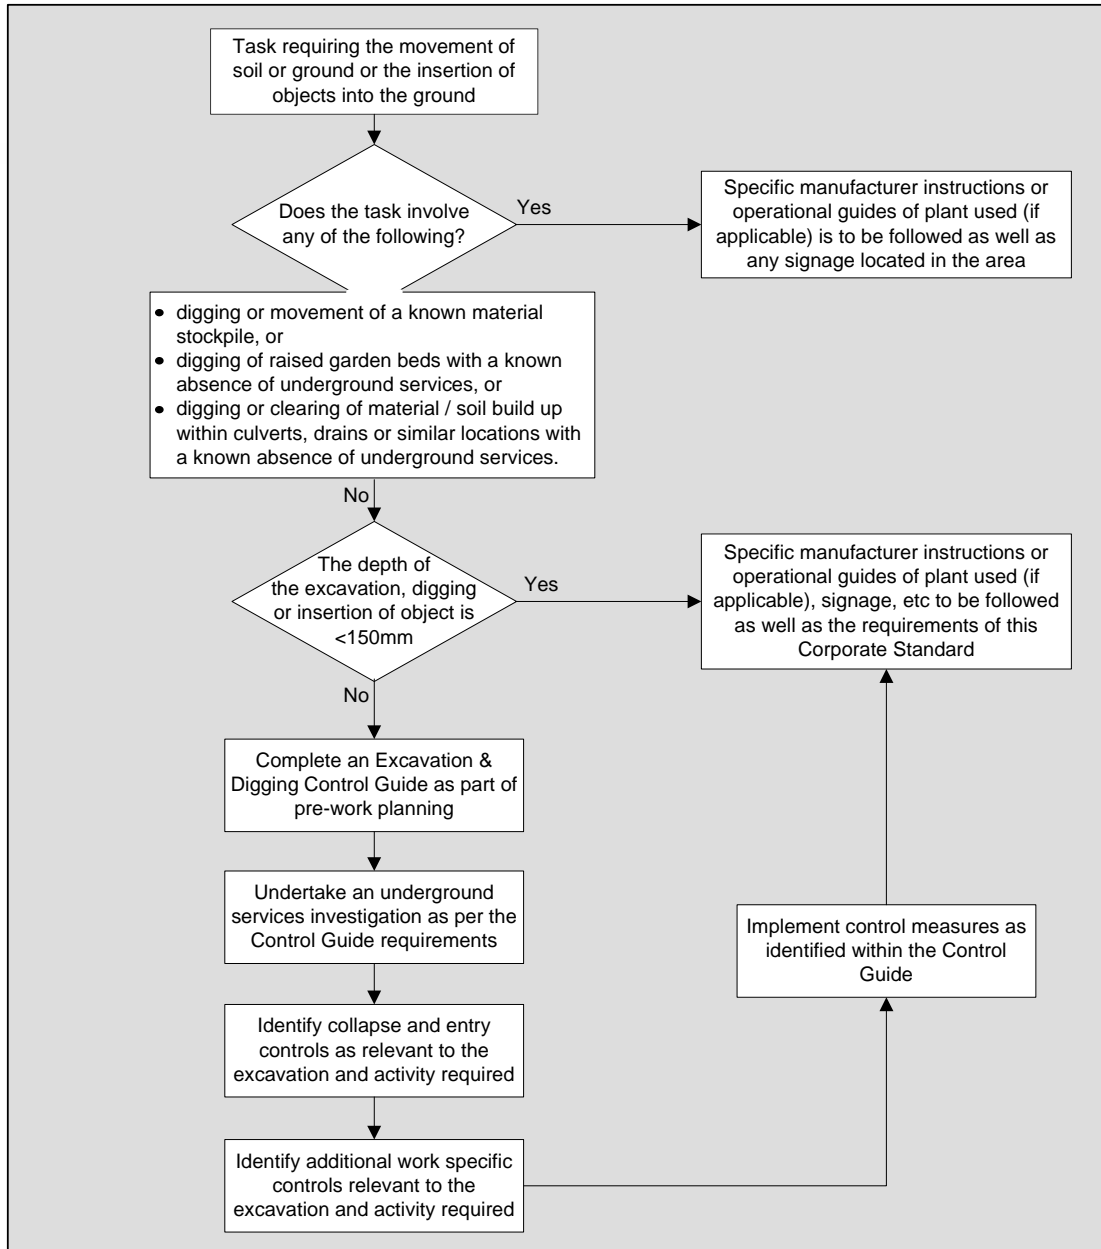 Task requiring the movement of
soil or ground or the insertion of
objects into the ground
Does the task involve
any of the following?
Yes
Specific manufacturer instructions or
operational guides of plant used (if
applicable) is to be followed as well as
any signage located in the area
• digging or movement of a known material
stockpile, or
• digging of raised garden beds with a known
absence of underground services, or
• digging or clearing of material / soil build up
within culverts, drains or similar locations with
a known absence of underground services.
No
The depth of
the excavation, digging
or insertion of object is
<150mm
Yes
Specific manufacturer instructions or
operational guides of plant used (if
applicable), signage, etc to be followed
as well as the requirements of this
Corporate Standard
No
Complete an Excavation &
Digging Control Guide as part of
pre-work planning
Undertake an underground
services investigation as per the
Control Guide requirements
Identify collapse and entry
controls as relevant to the
excavation and activity required
Identify additional work specific
controls relevant to the
excavation and activity required
Implement control measures as
identified within the Control
Guide